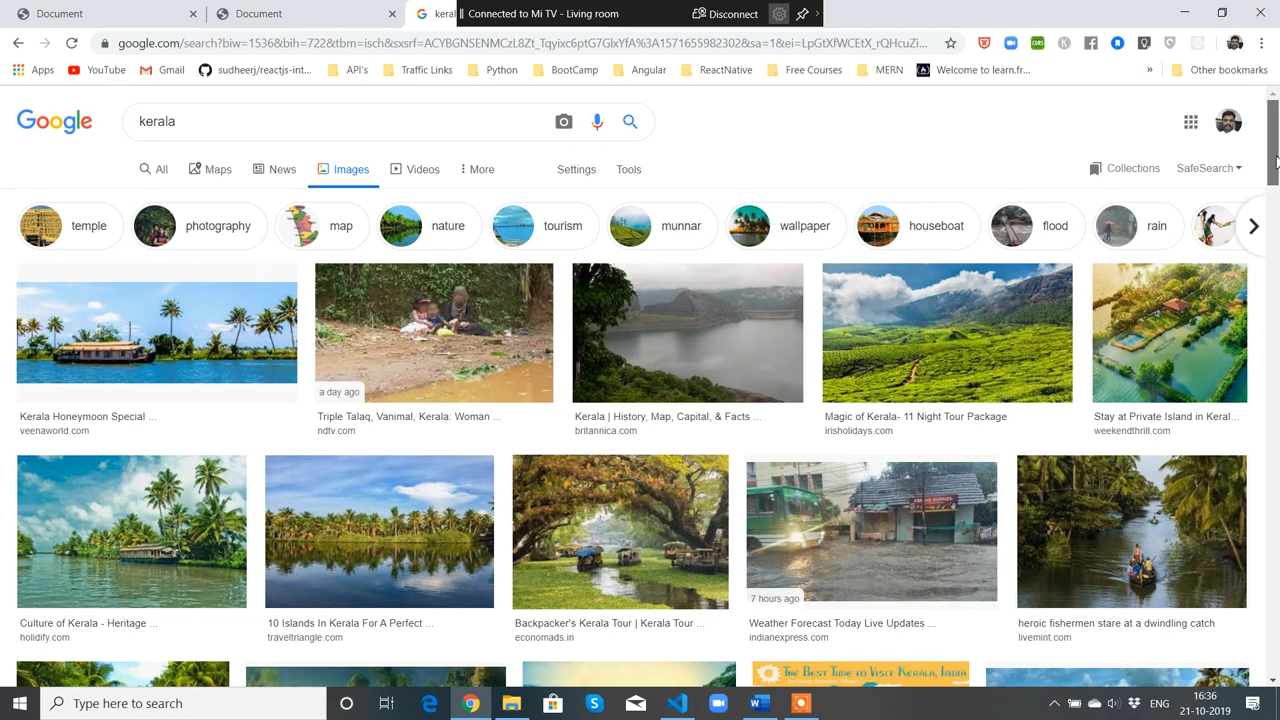 Document
Document
kera
Connected to Mi TV - Living room
Disconnect
google.com/search?biw=1536&bih=722&tbm=isch&sxsrf=ACYBGNSENMCzL8Zt_Tqyixc6ptG7GlxYfA%3A1571655982302&sa=1&ei=LpGtXfWCEtX_rQHcuZi...
Apps
YouTube
Gmail
sudheerj/reactjs-int...
API's
Traffic Links
Python
BootCamp
Angular
ReactNative
Free Courses
MERN
Welcome to learn.fr...
»
Other bookmarks
Google
kerala
All
Maps
News
Images
Videos
More
Settings
Tools
Collections
SafeSearch
temple
photography
map
nature
tourism
munnar
wallpaper
houseboat
flood
rain
a day ago
Kerala Honeymoon Special ...
veenaworld.com
Triple Talaq, Vanimal, Kerala: Woman ...
ndtv.com
Kerala | History, Map, Capital, & Facts ...
britannica.com
Magic of Kerala- 11 Night Tour Package
irisholidays.com
Stay at Private Island in Keral...
weekendthrill.com
7 hours ago
Culture of Kerala - Heritage ...
holidify.com
10 Islands In Kerala For A Perfect ...
traveltriangle.com
Backpacker's Kerala Tour | Kerala Tour ...
economads.in
Weather Forecast Today Live Updates ...
indianexpress.com
heroic fishermen stare at a dwindling catch
livemint.com
THE BEST TIME TO VISIT KERALA, INDIA
Type here to search
ENG
16:36
21-10-2019